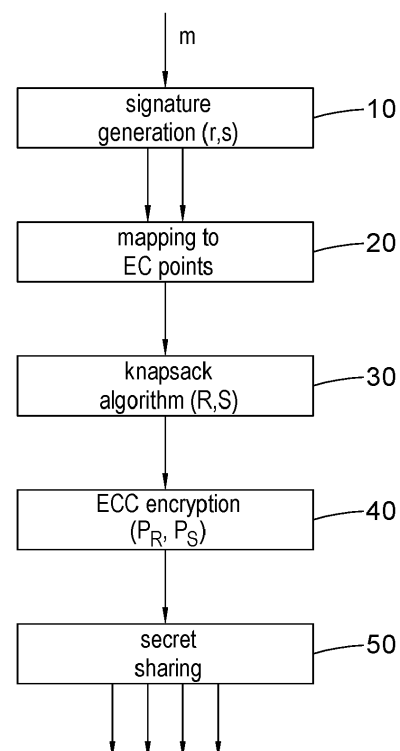 m
signature
generation (r,s)
10
mapping to
EC points
20
knapsack
algorithm (R,S)
30
ECC encryption
(P_R, P_S)
40
secret
sharing
50